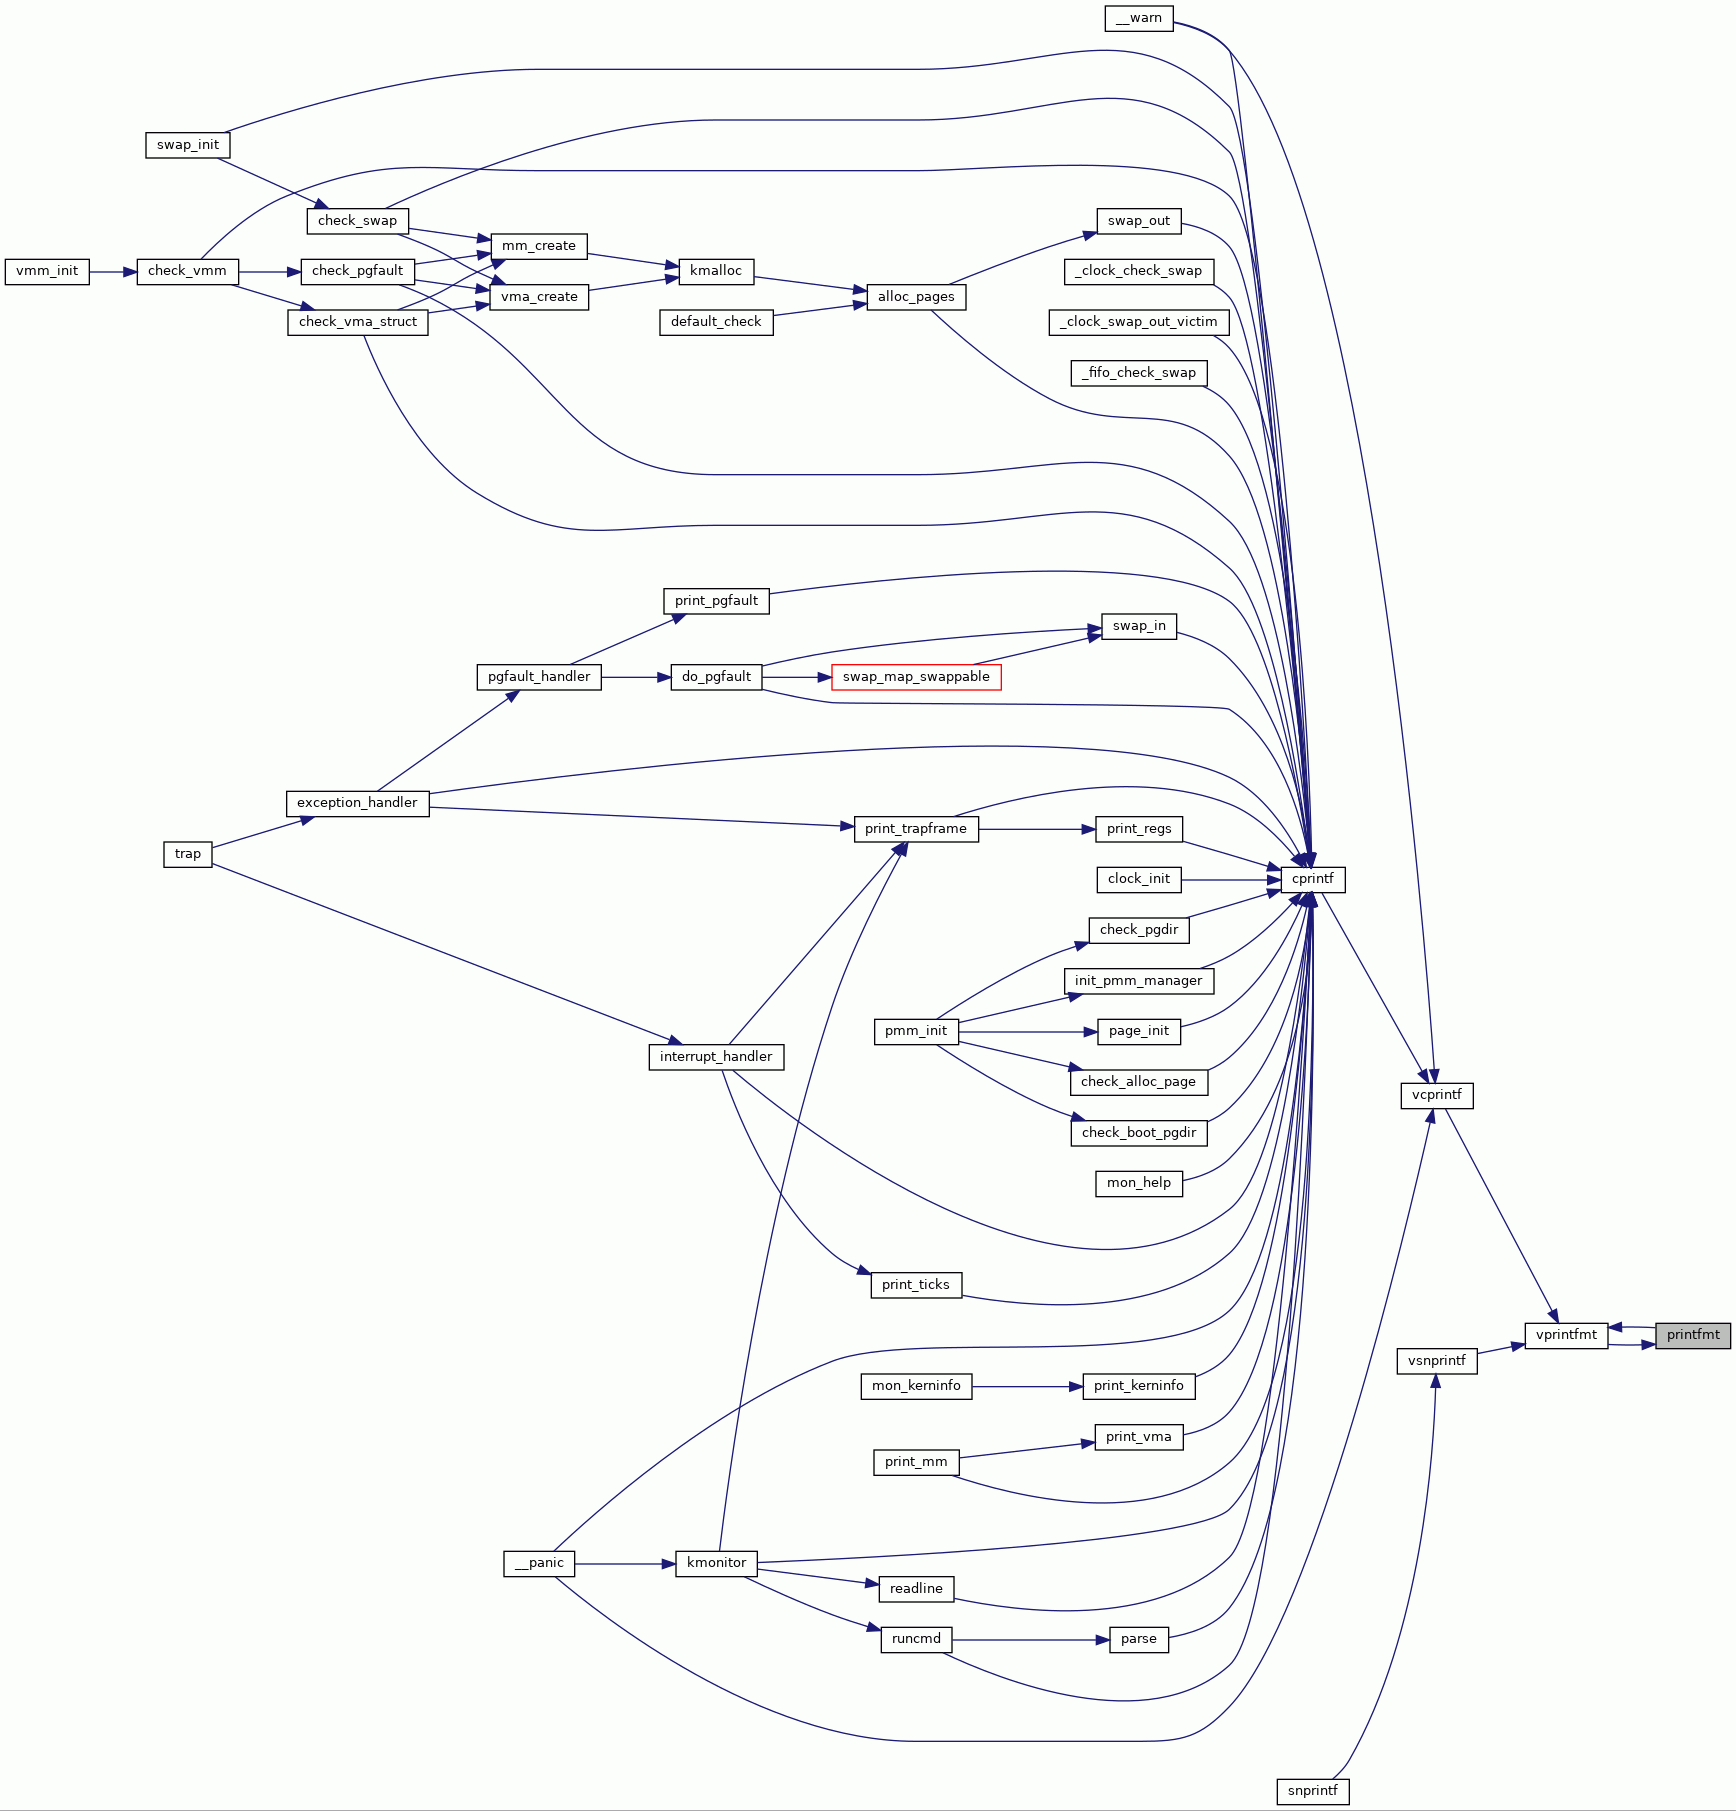 __warn
swap_init
check_swap
swap_out
mm_create
vmm_init
check_vmm
check_pgfault
kmalloc
_clock_check_swap
vma_create
alloc_pages
check_vma_struct
default_check
_clock_swap_out_victim
_fifo_check_swap
print_pgfault
swap_in
pgfault_handler
do_pgfault
swap_map_swappable
exception_handler
print_trapframe
print_regs
trap
clock_init
cprintf
check_pgdir
init_pmm_manager
pmm_init
page_init
interrupt_handler
check_alloc_page
vcprintf
check_boot_pgdir
mon_help
print_ticks
vprintfmt
printfmt
vsnprintf
mon_kerninfo
print_kerninfo
print_vma
print_mm
__panic
kmonitor
readline
runcmd
parse
snprintf